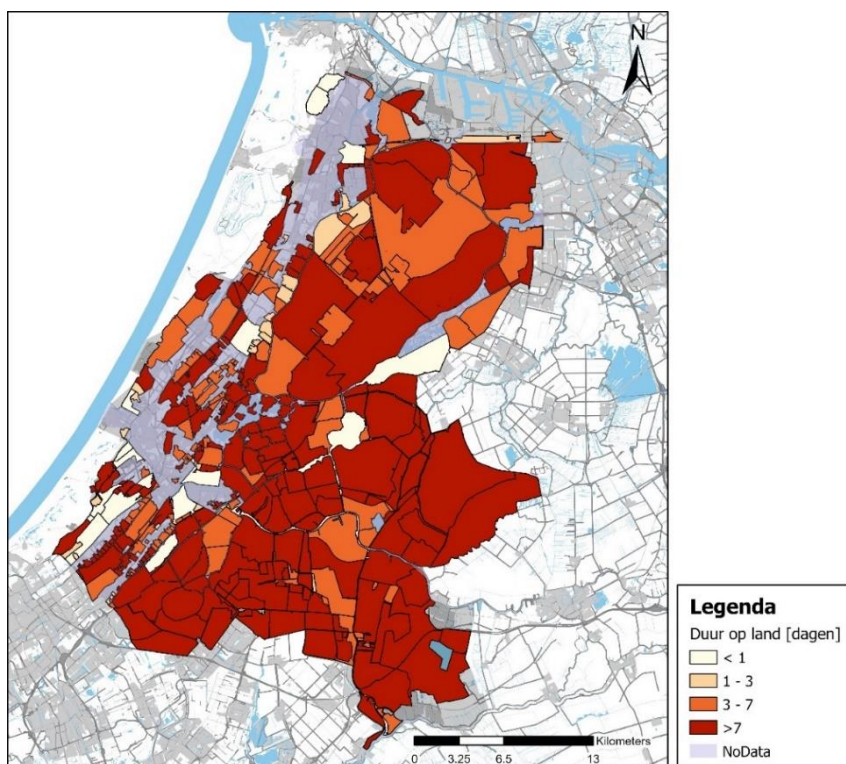 N
Legenda
Duur op land [dagen]
< 1
1 - 3
3 - 7
>7
NoData
Kilometers
0 3.25 6.5 13